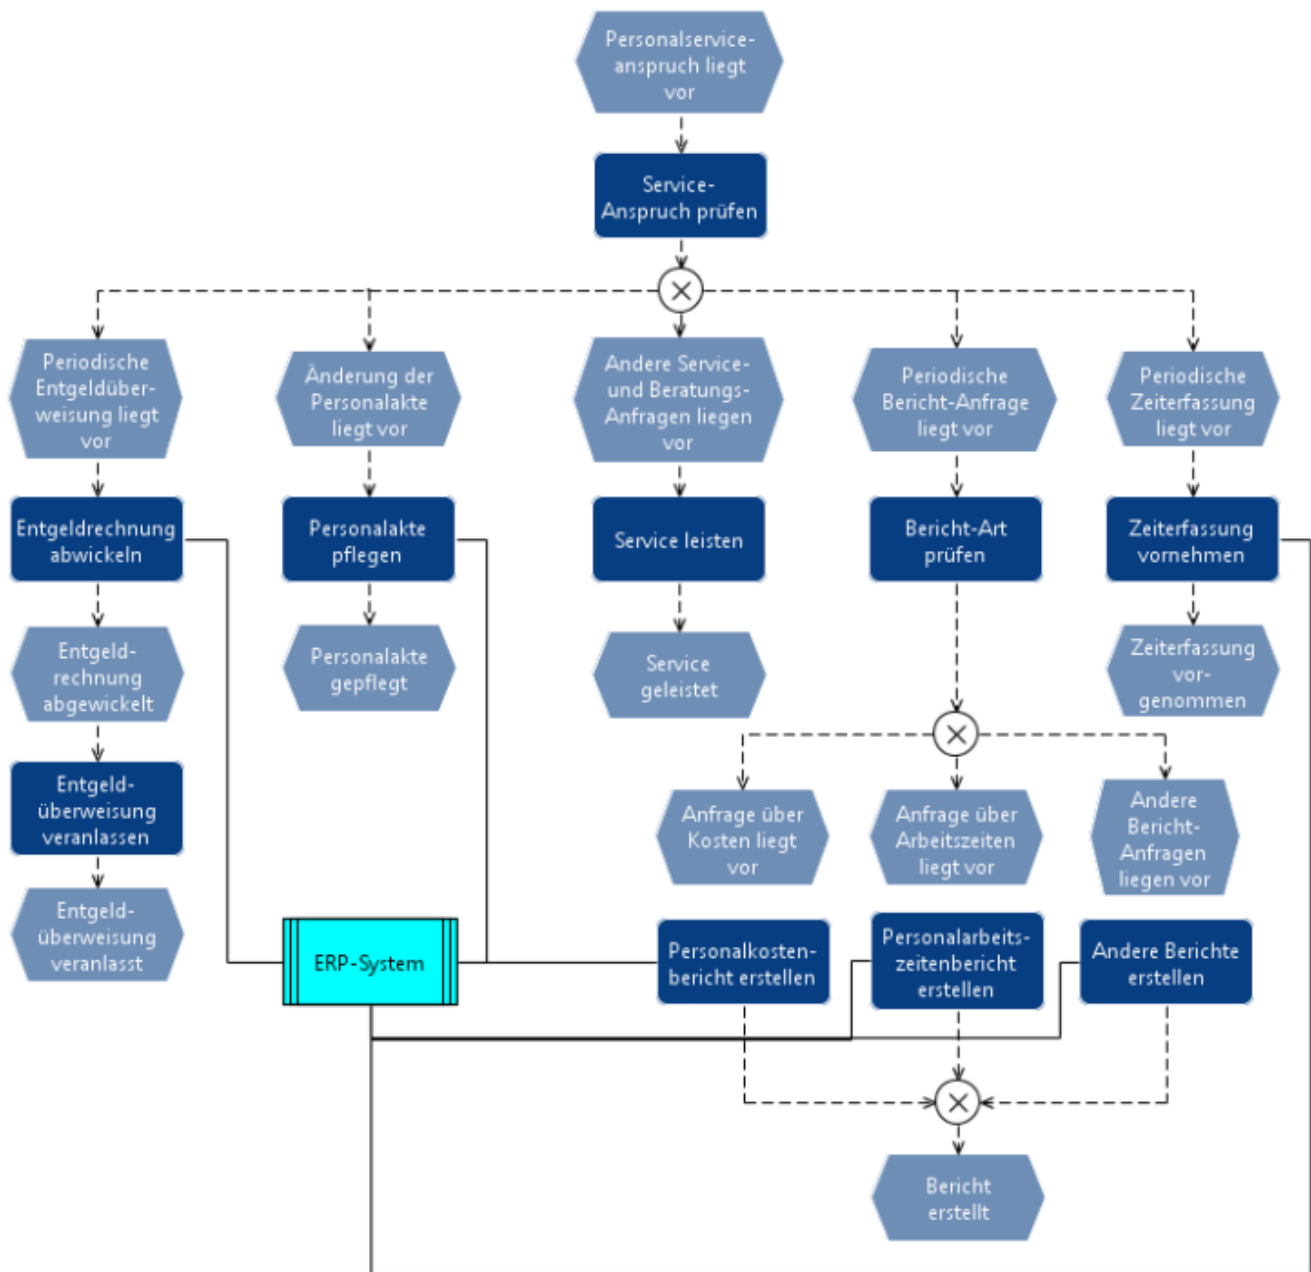 Personalservice-
anspruch liegt
vor
Service-
Anspruch prüfen
Periodische
Entgeldüber-
weisung liegt
vor
Änderung der
Personalakte
liegt vor
Andere Service-
und Beratungs-
Anfragen liegen
vor
Periodische
Bericht-Anfrage
liegt vor
Periodische
Zeiterfassung
liegt vor
Entgeldrechnung
abwickeln
Personalakte
pflegen
Service leisten
Bericht-Art
prüfen
Zeiterfassung
vornehmen
Entgeld-
rechnung
abgewickelt
Personalakte
gepflegt
Service
geleistet
Zeiterfassung
vor-
genommen
Entgeld-
überweisung
veranlassen
Anfrage über
Kosten liegt
vor
Anfrage über
Arbeitszeiten
liegt vor
Andere
Bericht-
Anfragen
liegen vor
Entgeld-
überweisung
veranlasst
ERP-System
Personalkosten-
bericht erstellen
Personalarbeits-
zeitenbericht
erstellen
Andere Berichte
erstellen
Bericht
erstellt